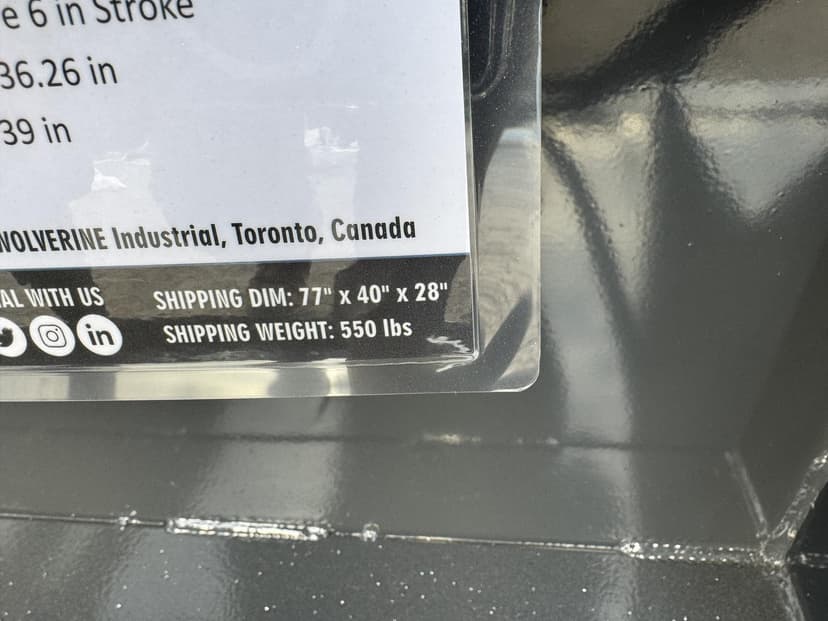 e 6 in Stroke
36.26 in
39 in
WOLVERINE Industrial, Toronto, Canada
AL WITH US
SHIPPING DIM: 77" x 40" x 28"
in
SHIPPING WEIGHT: 550 lbs